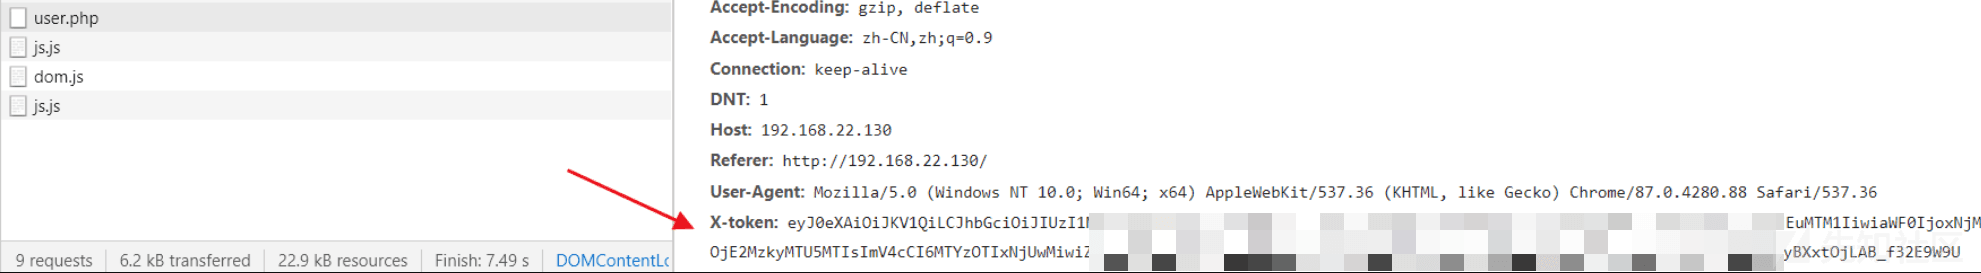 user.php
js.js
dom.js
js.js
9 requests
6.2 kB transferred
22.9 kB resources
Finish: 7.49 s
DOMContentLo
Accept-Encoding: gzip, deflate
Accept-Language: zh-CN,zh;q=0.9
Connection: keep-alive
DNT: 1
Host: 192.168.22.130
Referer: http://192.168.22.130/
User-Agent: Mozilla/5.0 (Windows NT 10.0; Win64; x64) AppleWebKit/537.36 (KHTML, like Gecko) Chrome/87.0.4280.88 Safari/537.36
X-token: eyJ0eXAiOiJKV1QiLCJhbGciOiJIUzI1N EuMTM1IiwiaWF0IjoxNjM
OjE2MzkyMTU5MTIsImV4cCI6MTYzOTIxNjUwMiwiZ yBXxtOjLAB_f32E9W9U